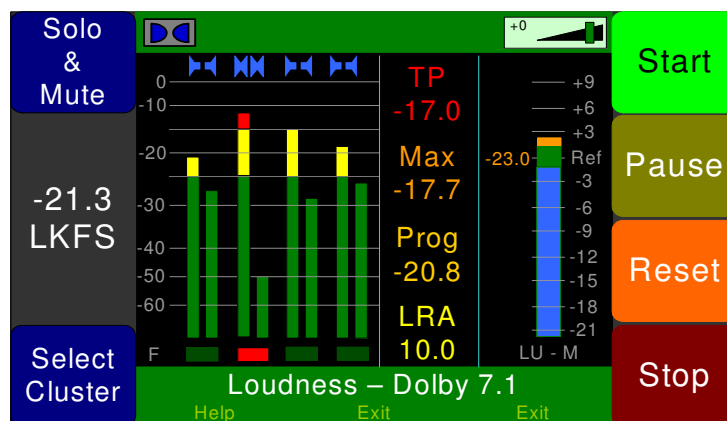 Solo
&
Mute
-21.3
LKFS
Select
Cluster
+0
0
-10
-20
-30
-40
-50
-60
F
TP
-17.0
Max
-17.7
Prog
-20.8
LRA
10.0
-23.0
+9
+6
+3
Ref
-3
-6
-9
-12
-15
-18
-21
LU - M
Start
Pause
Reset
Stop
Loudness – Dolby 7.1
Help Exit Exit